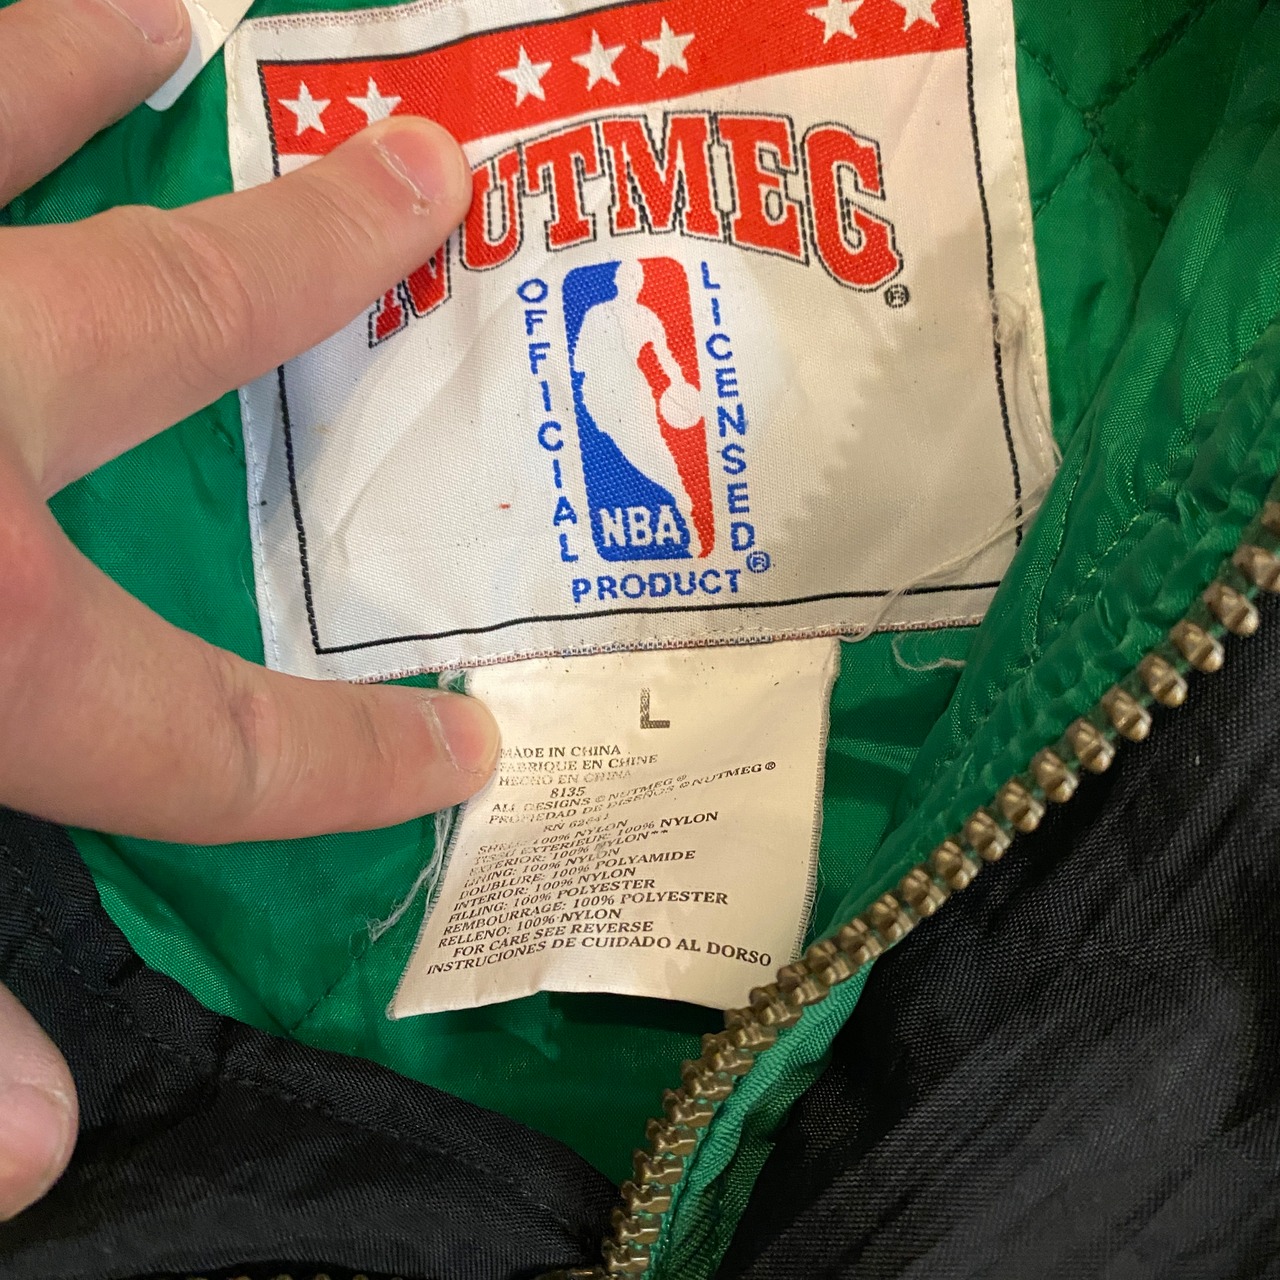 NUTMEG®
OFFICIAL
LICENSED
NBA
PRODUCT®
L
MADE IN CHINA
FABRIQUE EN CHINE
HECHO EN CHINA
8135
ALL DESIGNS © NUTMEG®
PROPIEDAD DE DISEÑOS © NUTMEG®
SHELL: 100% NYLON
TISSU EXTERIEUR: 100% NYLON
EXTERIOR: 100% NYLON**
LINING: 100% NYLON
DOUBLURE: 100% POLYAMIDE
INTERIOR: 100% NYLON
FILLING: 100% POLYESTER
REMBOURRAGE: 100% POLYESTER
RELLENO: 100% NYLON
FOR CARE SEE REVERSE
INSTRUCIONES DE CUIDADO AL DORSO